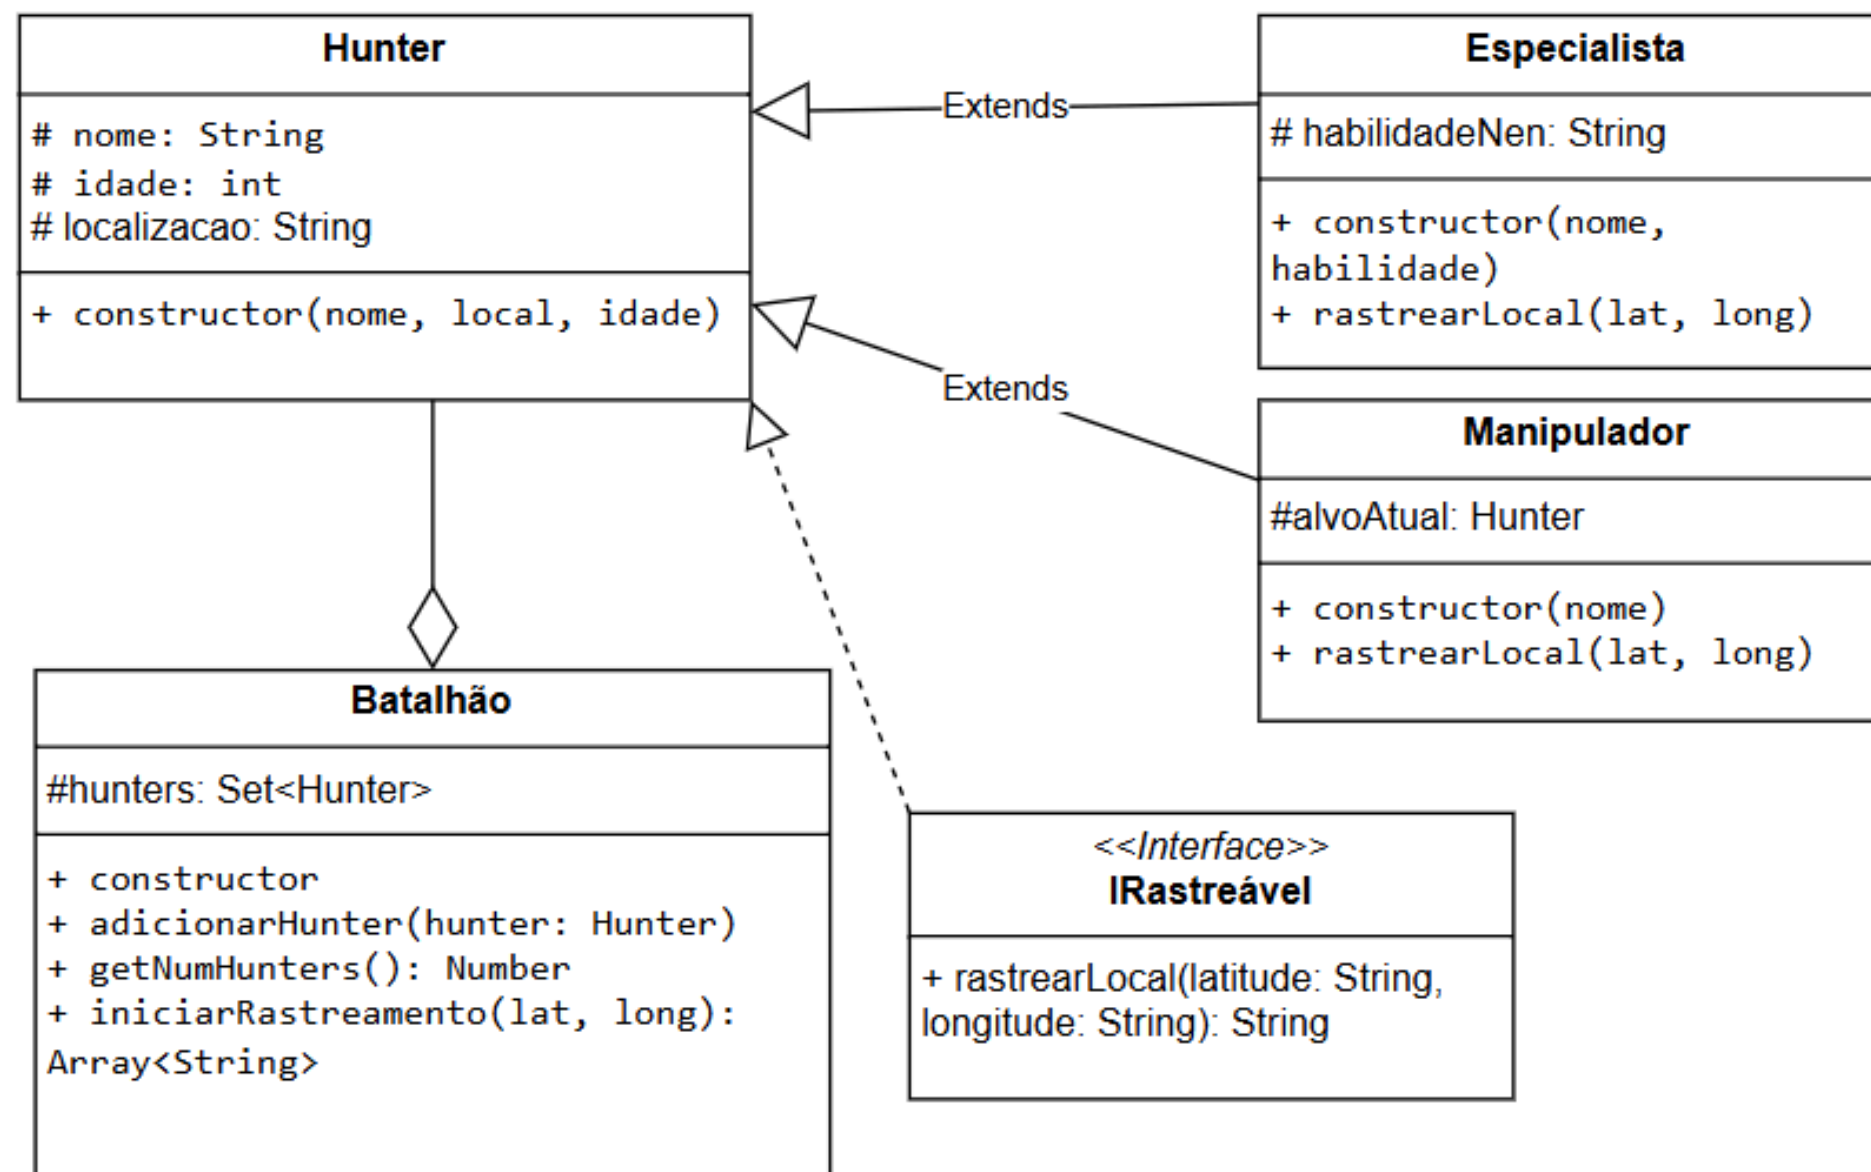 Hunter
# nome: String
# idade: int
# localizacao: String
+ constructor(nome, local, idade)
Extends
Especialista
# habilidadeNen: String
+ constructor(nome,
habilidade)
+ rastrearLocal(lat, long)
Extends
Manipulador
#alvoAtual: Hunter
+ constructor(nome)
+ rastrearLocal(lat, long)
Batalhão
#hunters: Set<Hunter>
+ constructor
+ adicionarHunter(hunter: Hunter)
+ getNumHunters(): Number
+ iniciarRastreamento(lat, long):
Array<String>
<<Interface>>
IRastreável
+ rastrearLocal(latitude: String,
longitude: String): String